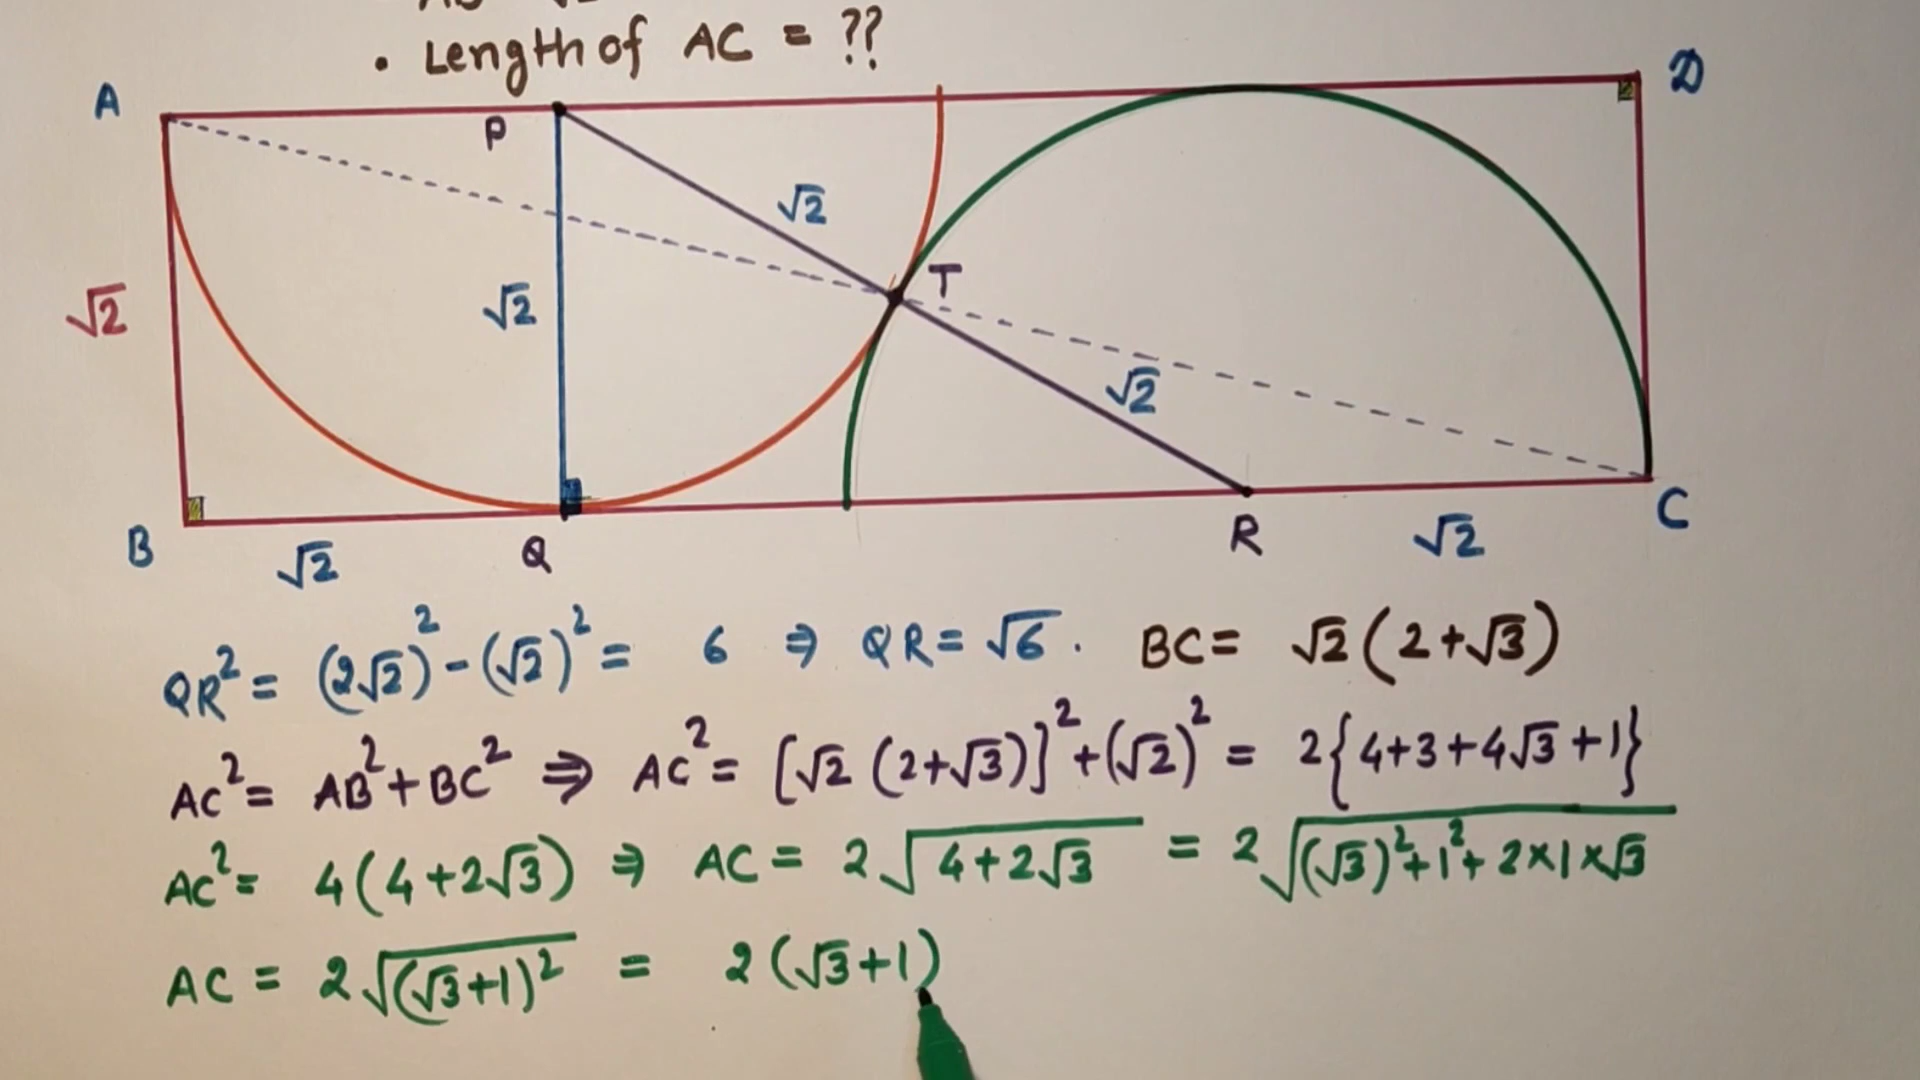 • Length of AC = ??
A
D
P
√2
T
√2
√2
√2
B
√2
Q
R
√2
C
QR² = (2√2)² - (√2)² = 6 ⇒ QR = √6. BC = √2(2+√3)
AC² = AB² + BC² ⇒ AC² = [√2(2+√3)]² + (√2)² = 2{4+3+4√3+1}
AC² = 4(4+2√3) ⇒ AC = 2√(4+2√3) = 2√((√3)²+1²+2×1×√3)
AC = 2√((√3+1)²) = 2(√3+1)